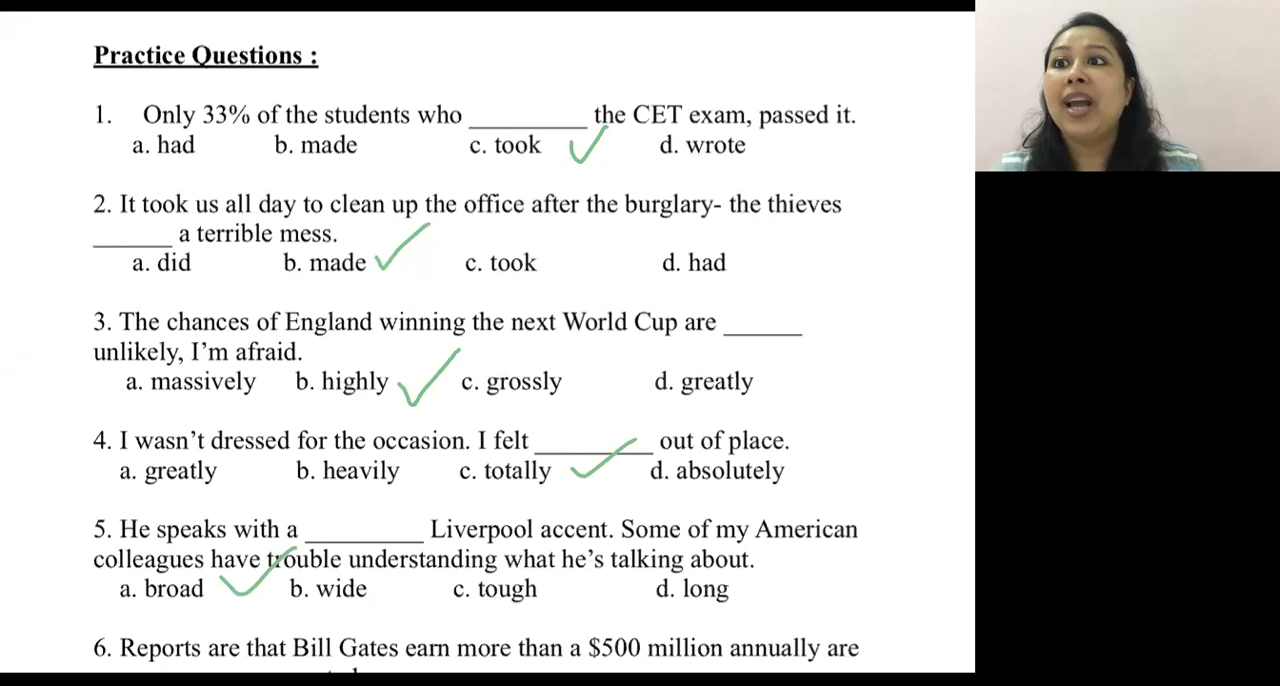 Practice Questions :
1. Only 33% of the students who __________ the CET exam, passed it.
a. had b. made c. took d. wrote
2. It took us all day to clean up the office after the burglary- the thieves
_______ a terrible mess.
a. did b. made c. took d. had
3. The chances of England winning the next World Cup are _______
unlikely, I’m afraid.
a. massively b. highly c. grossly d. greatly
4. I wasn’t dressed for the occasion. I felt __________ out of place.
a. greatly b. heavily c. totally d. absolutely
5. He speaks with a __________ Liverpool accent. Some of my American
colleagues have trouble understanding what he’s talking about.
a. broad b. wide c. tough d. long
6. Reports are that Bill Gates earn more than a $500 million annually are